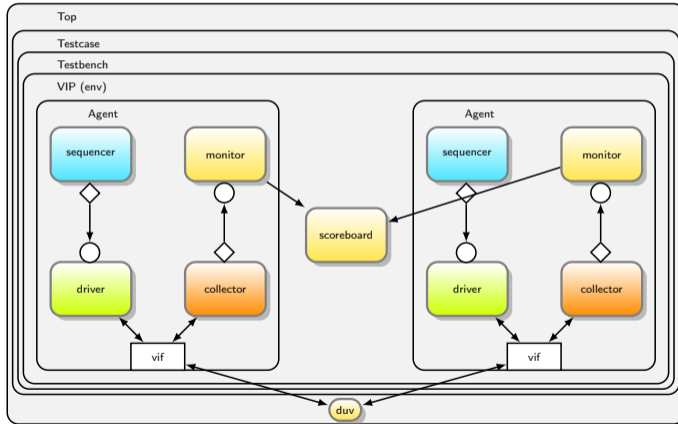 Top
Testcase
Testbench
VIP (env)
Agent
sequencer
monitor
driver
collector
vif
scoreboard
Agent
sequencer
monitor
driver
collector
vif
duv